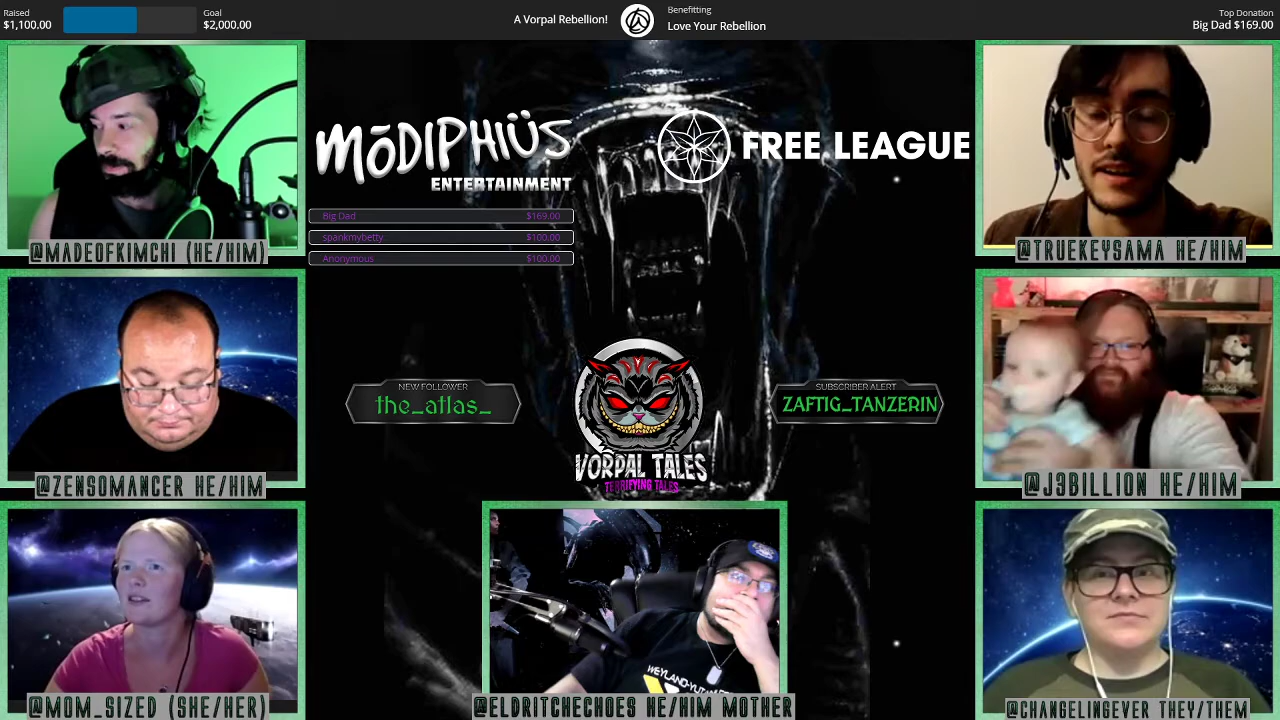 Raised
$1,100.00
Goal
$2,000.00
A Vorpal Rebellion!
Benefitting
Love Your Rebellion
Top Donation
Big Dad $169.00
MŌDIPHIÜS
ENTERTAINMENT
FREE LEAGUE
Big Dad $169.00
spankmybetty $100.00
Anonymous $100.00
@MADEOFKIMCHI (HE/HIM)
@TRUEKEYSAMA HE/HIM
NEW FOLLOWER
the_atlas_
SUBSCRIBER ALERT
ZAFTIG_TANZERIN
VORPAL TALES
TERRIFYING TALES
@ZENSOMANCER HE/HIM
@J3BILLION HE/HIM
WEYLAND-YUTANI
@MOM_SIZED (SHE/HER)
@ELDRITCHECHOES HE/HIM MOTHER
@CHANGELINGEVER THEY/THEM